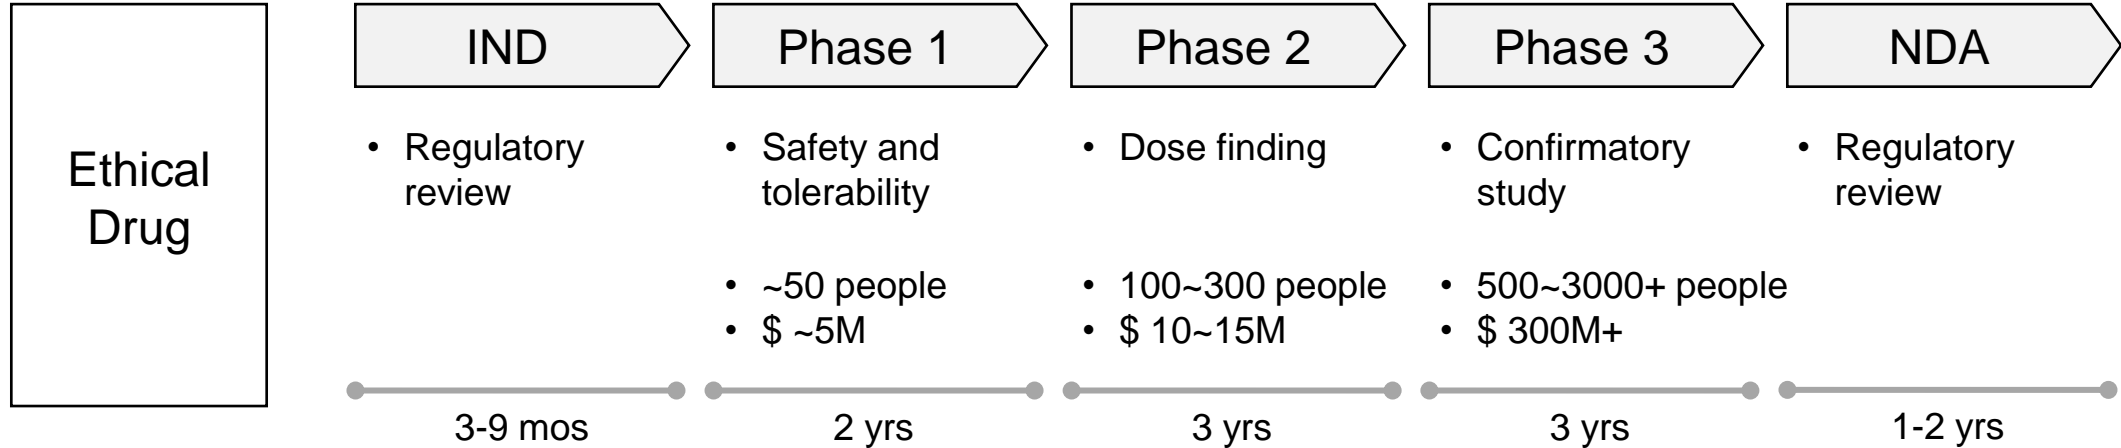 Ethical
Drug
IND
Phase 1
Phase 2
Phase 3
NDA
• Regulatory
review
• Safety and
tolerability
• Dose finding
• Confirmatory
study
• Regulatory
review
• ~50 people
• $ ~5M
• 100~300 people
• $ 10~15M
• 500~3000+ people
• $ 300M+
3-9 mos
2 yrs
3 yrs
3 yrs
1-2 yrs